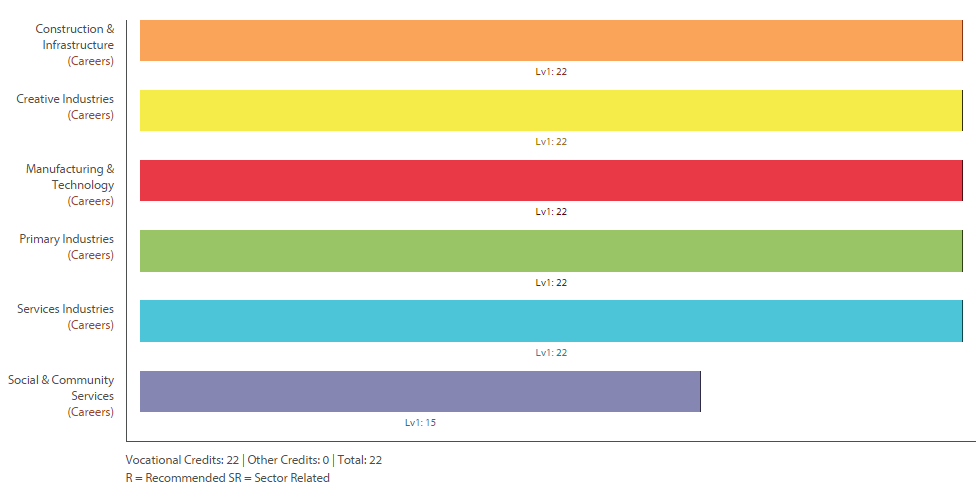 Construction &
Infrastructure
(Careers)
Lv1: 22
Creative Industries
(Careers)
Lv1: 22
Manufacturing &
Technology
(Careers)
Lv1: 22
Primary Industries
(Careers)
Lv1: 22
Services Industries
(Careers)
Lv1: 22
Social & Community
Services
(Careers)
Lv1: 15
Vocational Credits: 22 | Other Credits: 0 | Total: 22
R = Recommended SR = Sector Related